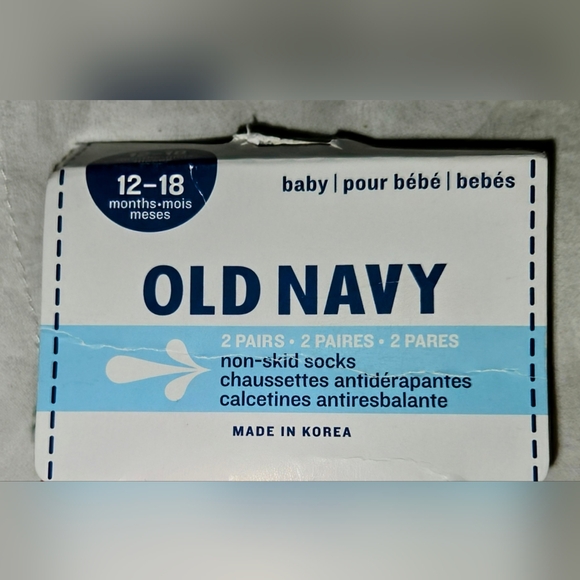 12–18
months•mois
meses
baby | pour bébé | bebés
OLD NAVY
2 PAIRS • 2 PAIRES • 2 PARES
non-skid socks
chaussettes antidérapantes
calcetines antiresbalante
MADE IN KOREA